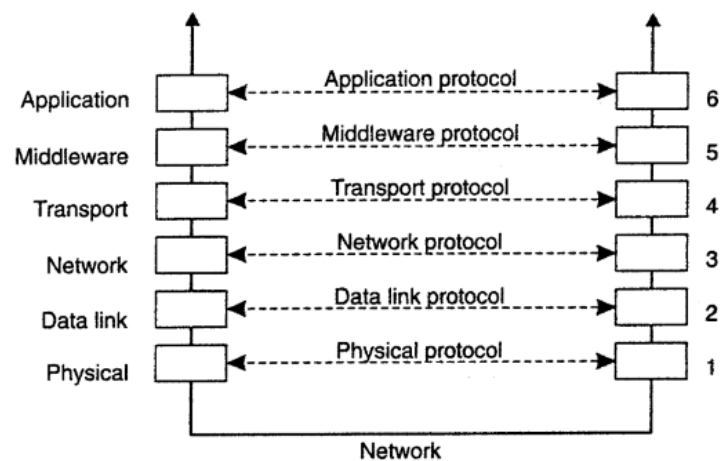 Application Application protocol 6
Middleware Middleware protocol 5
Transport Transport protocol 4
Network Network protocol 3
Data link Data link protocol 2
Physical Physical protocol 1
Network